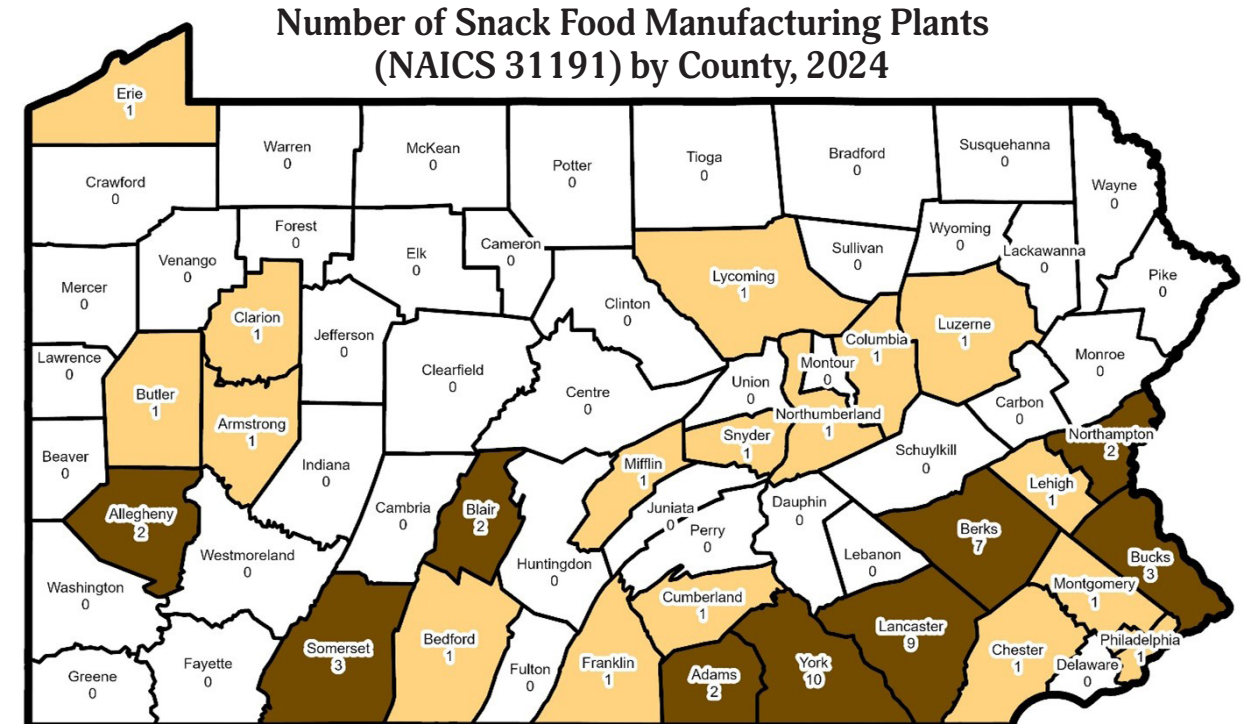 Number of Snack Food Manufacturing Plants
(NAICS 31191) by County, 2024
Erie
1
Crawford
0
Warren
0
McKean
0
Potter
0
Tioga
0
Bradford
0
Susquehanna
0
Wayne
0
Mercer
0
Venango
0
Forest
0
Elk
0
Cameron
0
Clinton
0
Lycoming
1
Sullivan
0
Wyoming
0
Lackawanna
0
Pike
0
Lawrence
0
Butler
1
Clarion
1
Armstrong
1
Jefferson
0
Clearfield
0
Centre
0
Union
0
Montour
0
Columbia
1
Luzerne
1
Monroe
0
Carbon
0
Beaver
0
Indiana
0
Snyder
1
Northumberland
1
Schuylkill
0
Northampton
2
Allegheny
2
Westmoreland
0
Cambria
0
Blair
2
Mifflin
1
Huntingdon
0
Juniata
0
Perry
0
Dauphin
0
Lebanon
0
Berks
7
Lehigh
1
Bucks
3
Washington
0
Montgomery
1
Greene
0
Fayette
0
Somerset
3
Bedford
1
Fulton
0
Franklin
1
Cumberland
1
Adams
2
York
10
Lancaster
9
Chester
1
Delaware
0
Philadelphia
1